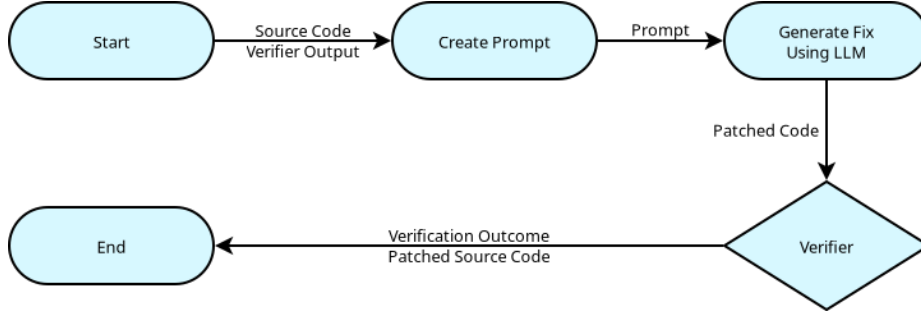 Start
Source Code
Verifier Output
Create Prompt
Prompt
Generate Fix
Using LLM
Patched Code
Verifier
Verification Outcome
Patched Source Code
End